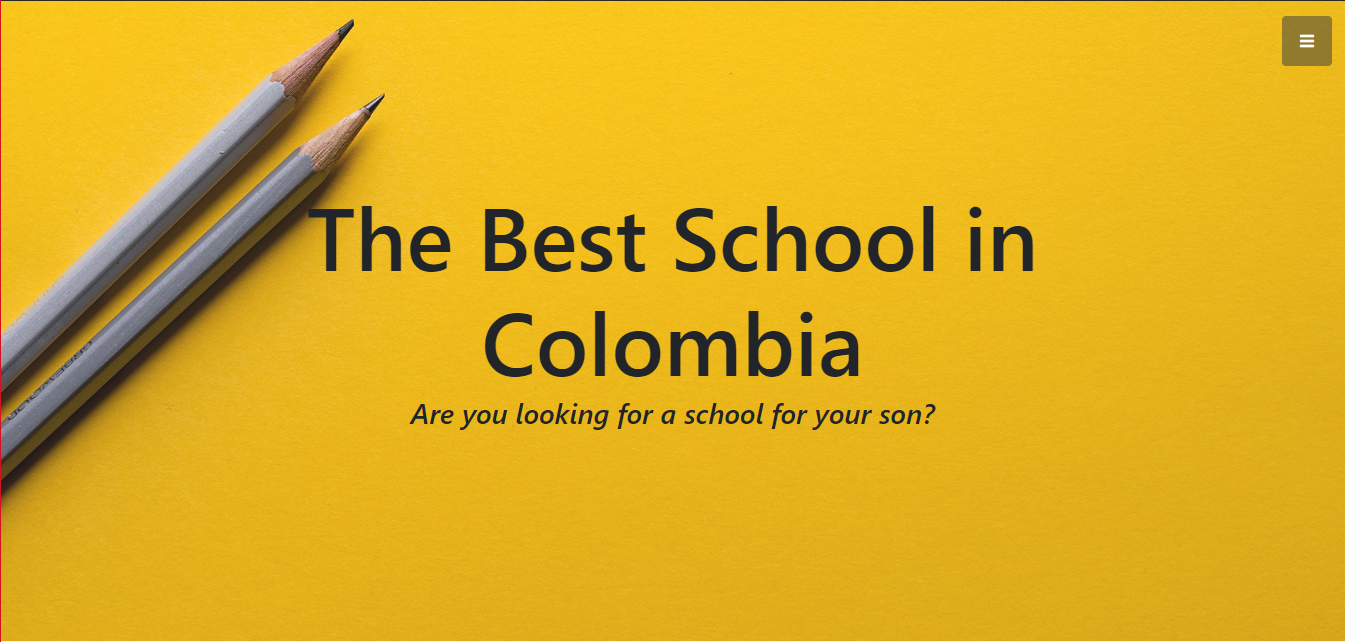 The Best School in
Colombia
Are you looking for a school for your son?